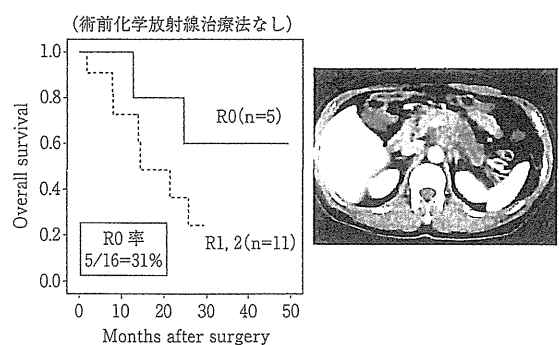 (術前化学放射線治療法なし)
1.0
0.8
0.6
0.4
0.2
0.0
Overall survival
R0(n=5)
R1, 2(n=11)
R0 率
5/16=31%
0 10 20 30 40 50
Months after surgery